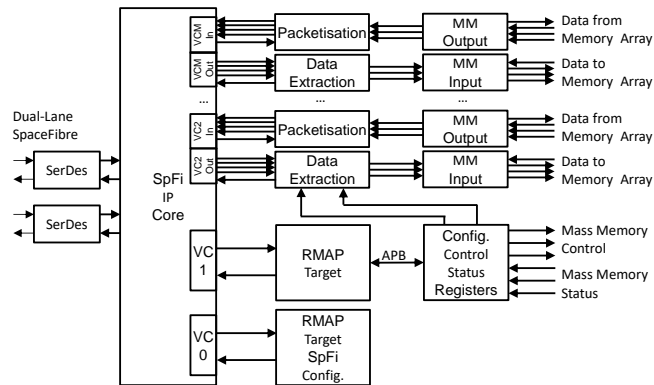 VCM In
Packetisation
MM Output
Data from Memory Array
VCM Out
Data Extraction
MM Input
Data to Memory Array
...
...
...
VC2 In
Packetisation
MM Output
Data from Memory Array
VC2 Out
Data Extraction
MM Input
Data to Memory Array
Dual-Lane
SpaceFibre
SerDes
SerDes
SpFi
IP
Core
VC
1
RMAP
Target
APB
Config.
Control
Status
Registers
Mass Memory
Control
Mass Memory
Status
VC
0
RMAP
Target
SpFi
Config.